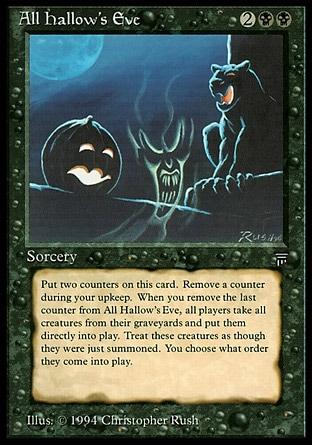 All Hallow's Eve 2
Rush
Sorcery
Put two counters on this card. Remove a counter
during your upkeep. When you remove the last
counter from All Hallow's Eve, all players take all
creatures from their graveyards and put them
directly into play. Treat these creatures as though
they were just summoned. You choose what order
they come into play.
Illus. © 1994 Christopher Rush